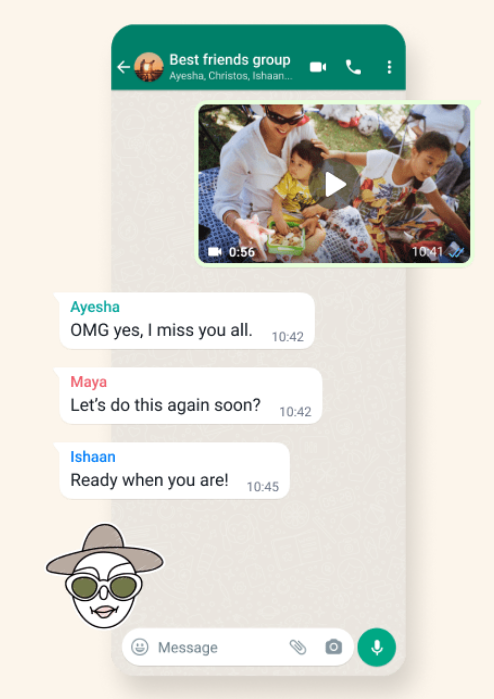 Best friends group
Ayesha, Christos, Ishaan...
0:56 10:41
Ayesha
OMG yes, I miss you all. 10:42
Maya
Let's do this again soon? 10:42
Ishaan
Ready when you are! 10:45
Message